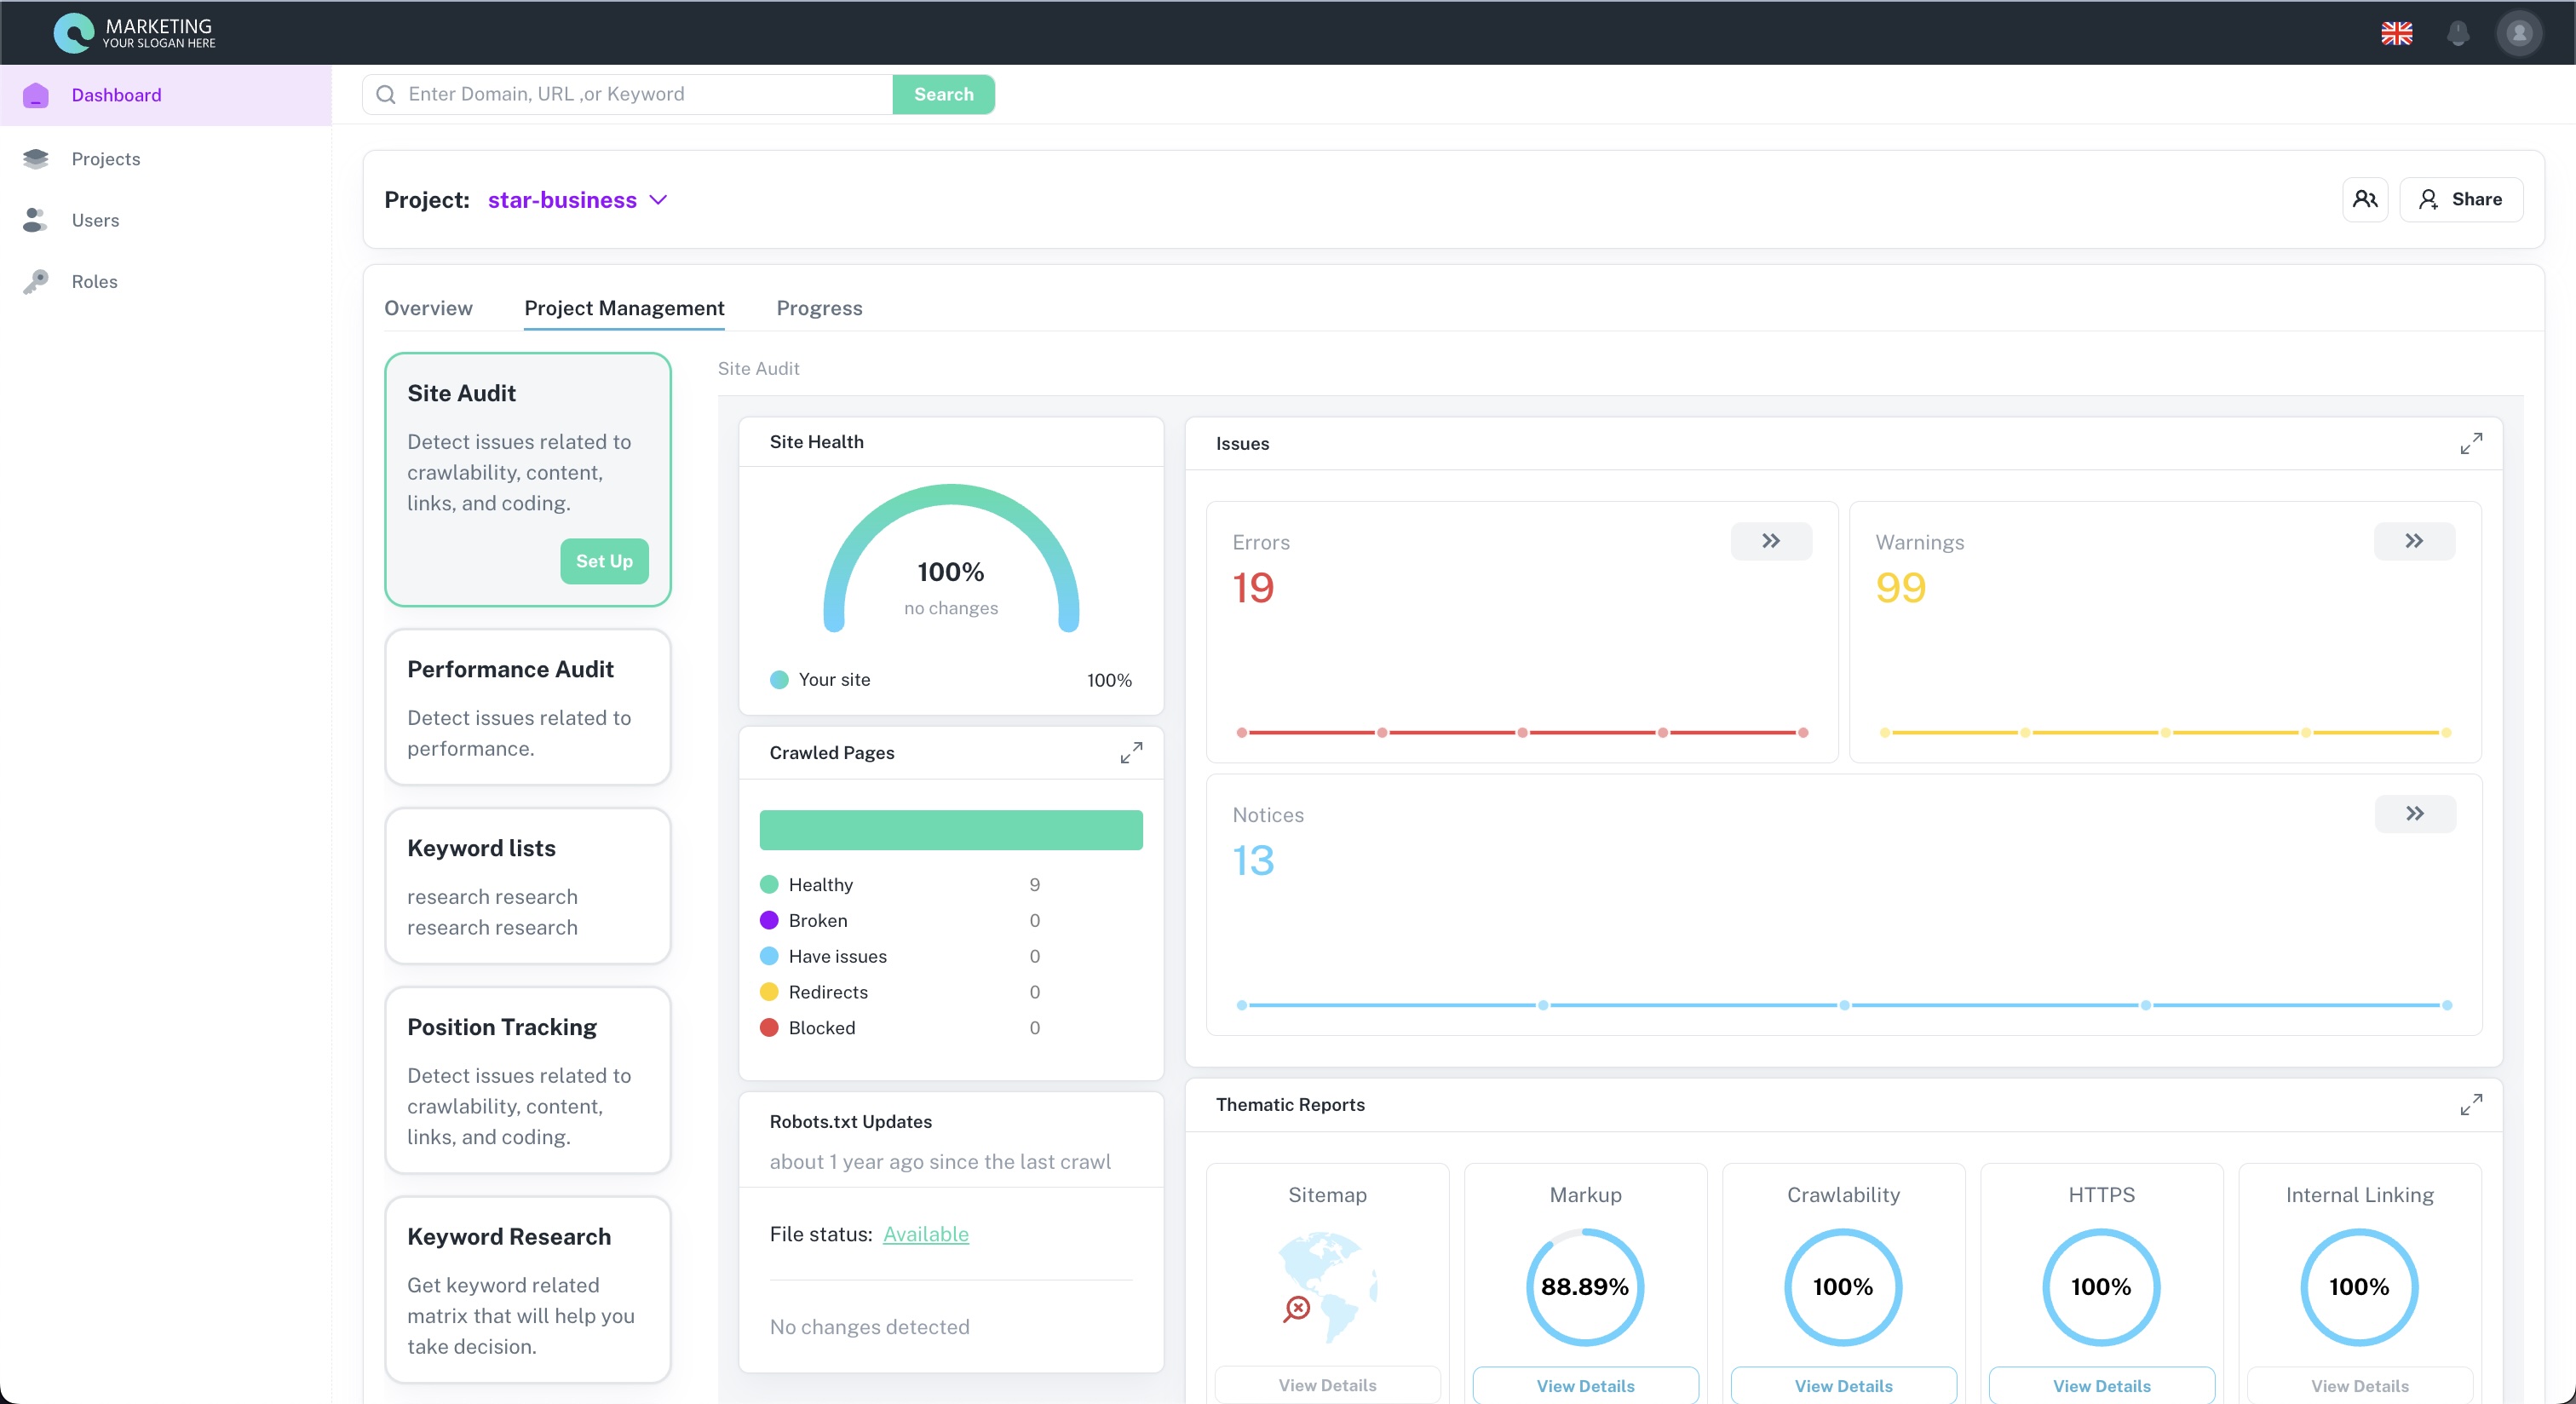 MARKETING
YOUR SLOGAN HERE
Dashboard
Projects
Users
Roles
Enter Domain, URL ,or Keyword
Search
Project: star-business
Share
Overview
Project Management
Progress
Site Audit
Detect issues related to
crawlability, content,
links, and coding.
Set Up
Performance Audit
Detect issues related to
performance.
Keyword lists
research research
research research
Position Tracking
Detect issues related to
crawlability, content,
links, and coding.
Keyword Research
Get keyword related
matrix that will help you
take decision.
Site Audit
Site Health
100%
no changes
Your site 100%
Crawled Pages
Healthy 9
Broken 0
Have issues 0
Redirects 0
Blocked 0
Robots.txt Updates
about 1 year ago since the last crawl
File status: Available
No changes detected
Issues
Errors
19
Warnings
99
Notices
13
Thematic Reports
Sitemap
View Details
Markup
88.89%
View Details
Crawlability
100%
View Details
HTTPS
100%
View Details
Internal Linking
100%
View Details